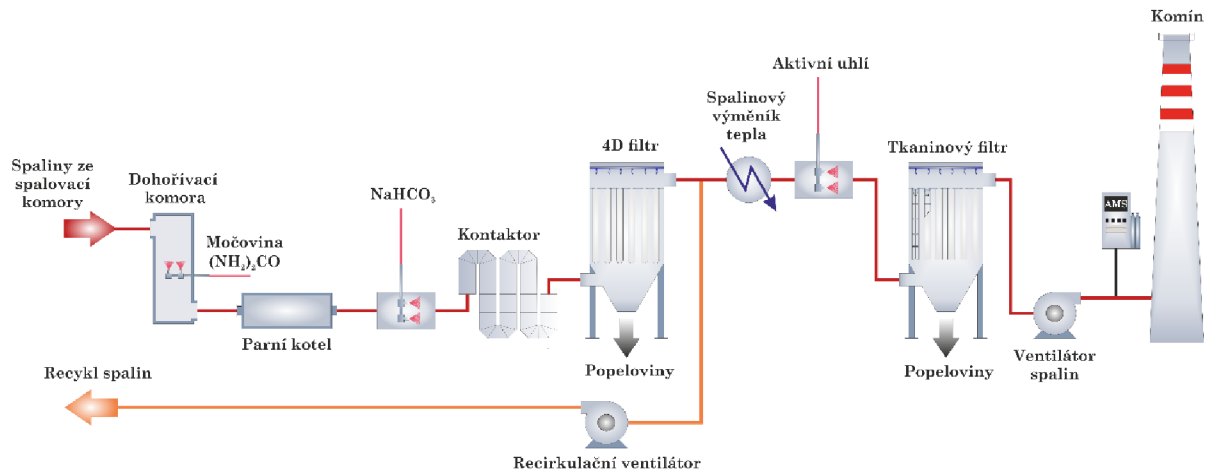 Komín
Aktivní uhlí
Spalinový
výměník
tepla
4D filtr
Tkaninový filtr
Spaliny ze
spalovací
komory
Dohořívací
komora
NaHCO₃
AMS
Močovina
(NH₂)₂CO
Kontaktor
Parní kotel
Popeloviny
Popeloviny
Ventilátor
spalin
Recykl spalin
Recirkulační ventilátor